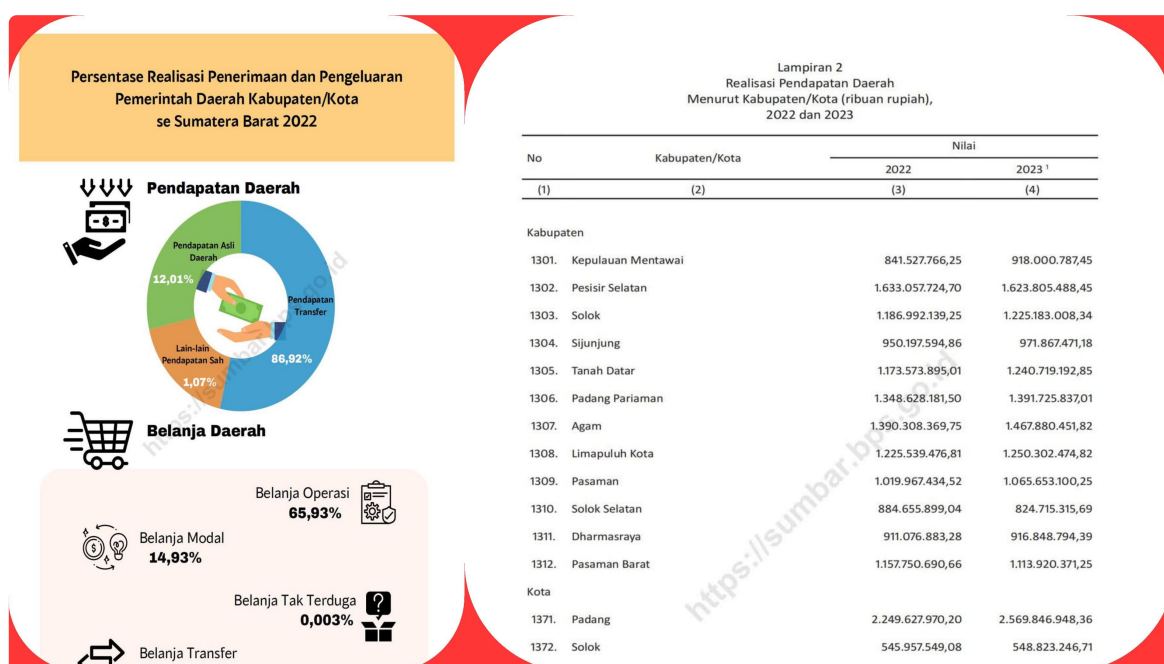 Persentase Realisasi Penerimaan dan Pengeluaran
Pemerintah Daerah Kabupaten/Kota
se Sumatera Barat 2022
Pendapatan Daerah
Pendapatan Asli
Daerah
12,01%
Pendapatan
Transfer
86,92%
Lain-lain
Pendapatan Sah
1,07%
https://sumbar.bps.go.id
Belanja Daerah
Belanja Operasi
65,93%
Belanja Modal
14,93%
Belanja Tak Terduga
0,003%
Belanja Transfer
Lampiran 2
Realisasi Pendapatan Daerah
Menurut Kabupaten/Kota (ribuan rupiah),
2022 dan 2023
No Kabupaten/Kota Nilai
2022 2023 ¹
(1) (2) (3) (4)
Kabupaten
1301. Kepulauan Mentawai 841.527.766,25 918.000.787,45
1302. Pesisir Selatan 1.633.057.724,70 1.623.805.488,45
1303. Solok 1.186.992.139,25 1.225.183.008,34
1304. Sijunjung 950.197.594,86 971.867.471,18
1305. Tanah Datar 1.173.573.895,01 1.240.719.192,85
1306. Padang Pariaman 1.348.628.181,50 1.391.725.837,01
1307. Agam 1.390.308.369,75 1.467.880.451,82
1308. Limapuluh Kota 1.225.539.476,81 1.250.302.474,82
1309. Pasaman 1.019.967.434,52 1.065.653.100,25
1310. Solok Selatan 884.655.899,04 824.715.315,69
1311. Dharmasraya 911.076.883,28 916.848.794,39
1312. Pasaman Barat 1.157.750.690,66 1.113.920.371,25
Kota
1371. Padang 2.249.627.970,20 2.569.846.948,36
1372. Solok 545.957.549,08 548.823.246,71
https://sumbar.bps.go.id